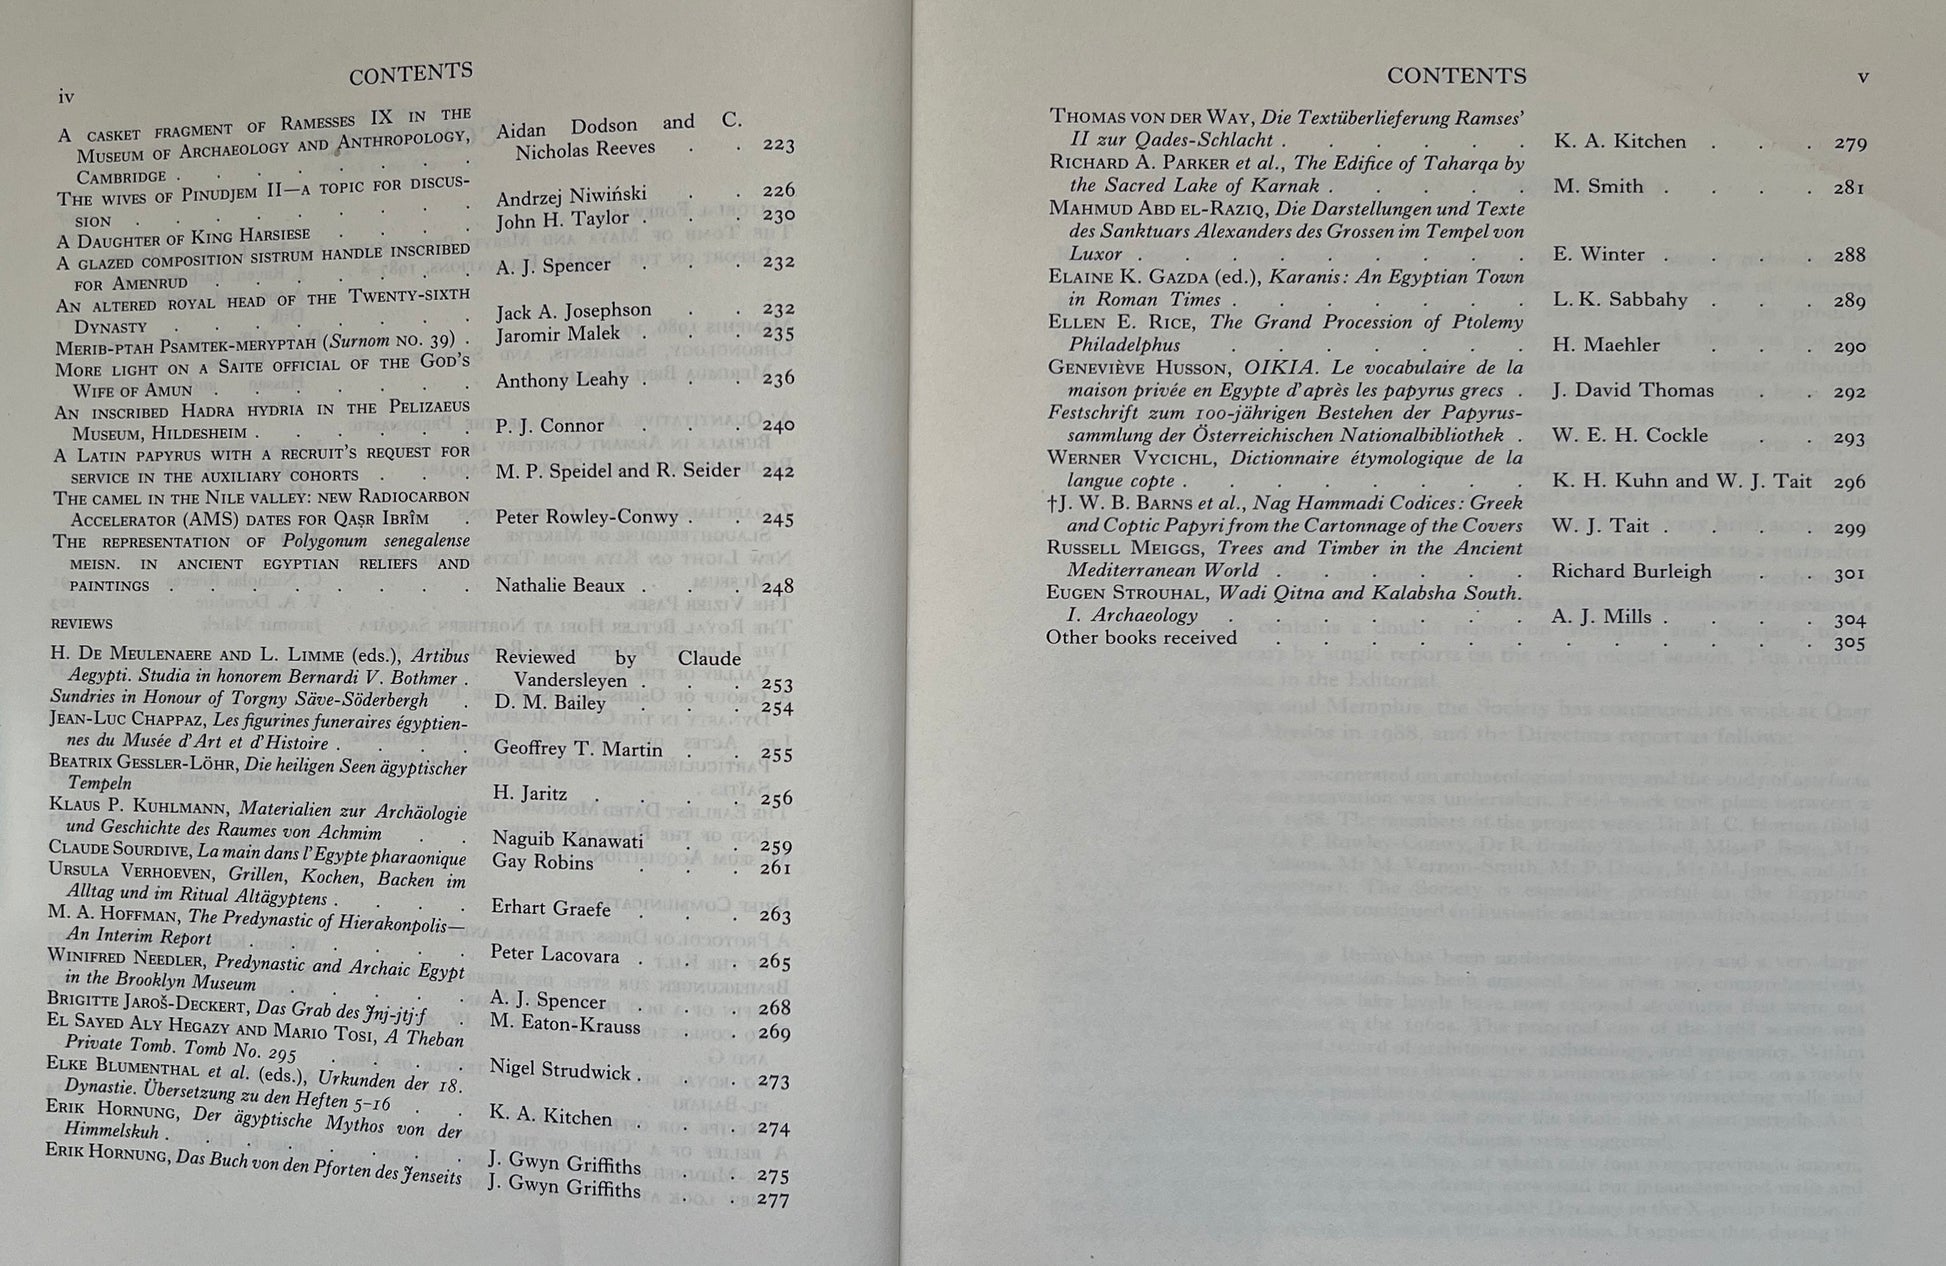 iv
CONTENTS
A CASKET FRAGMENT OF RAMESSES IX IN THE
MUSEUM OF ARCHAEOLOGY AND ANTHROPOLOGY,
CAMBRIDGE . . . . . . .
Aidan Dodson and C.
Nicholas Reeves . . 223
THE WIVES OF PINUDJEM II—A TOPIC FOR DISCUS-
SION . . . . . . . .
Andrzej Niwiński . . 226
A DAUGHTER OF KING HARSIESE . . . .
John H. Taylor . . . 230
A GLAZED COMPOSITION SISTRUM HANDLE INSCRIBED
FOR AMENRUD . . . . . .
A. J. Spencer . . . 232
AN ALTERED ROYAL HEAD OF THE TWENTY-SIXTH
DYNASTY . . . . . . .
Jack A. Josephson . . 232
MERIB-PTAH PSAMTEK-MERYPTAH (Surnom NO. 39) .
Jaromir Malek . . . 235
MORE LIGHT ON A SAITE OFFICIAL OF THE GOD'S
WIFE OF AMUN . . . . . .
Anthony Leahy . . . 236
AN INSCRIBED HADRA HYDRIA IN THE PELIZAEUS
MUSEUM, HILDESHEIM . . . . . .
P. J. Connor . . . 240
A LATIN PAPYRUS WITH A RECRUIT'S REQUEST FOR
SERVICE IN THE AUXILIARY COHORTS . . .
M. P. Speidel and R. Seider 242
THE CAMEL IN THE NILE VALLEY: NEW RADIOCARBON
ACCELERATOR (AMS) DATES FOR QAṢR IBRÎM .
Peter Rowley-Conwy . . 245
THE REPRESENTATION OF Polygonum senegalense
MEISN. IN ANCIENT EGYPTIAN RELIEFS AND
PAINTINGS . . . . . . . .
Nathalie Beaux . . . 248
REVIEWS
H. DE MEULENAERE AND L. LIMME (eds.), Artibus
Aegypti. Studia in honorem Bernardi V. Bothmer .
Reviewed by Claude
Vandersleyen . . . 253
Sundries in Honour of Torgny Säve-Söderbergh .
D. M. Bailey . . . 254
JEAN-LUC CHAPPAZ, Les figurines funeraires égyptien-
nes du Musée d'Art et d'Histoire . . . .
Geoffrey T. Martin . . 255
BEATRIX GESSLER-LÖHR, Die heiligen Seen ägyptischer
Tempeln
H. Jaritz . . . . 256
KLAUS P. KUHLMANN, Materialien zur Archäologie
und Geschichte des Raumes von Achmim . .
Naguib Kanawati . . 259
CLAUDE SOURDIVE, La main dans l'Egypte pharaonique
Gay Robins . . . 261
URSULA VERHOEVEN, Grillen, Kochen, Backen im
Alltag und im Ritual Altägyptens . . . .
Erhart Graefe . . . 263
M. A. HOFFMAN, The Predynastic of Hierakonpolis—
An Interim Report . . . . . .
Peter Lacovara . . . 265
WINIFRED NEEDLER, Predynastic and Archaic Egypt
in the Brooklyn Museum . . . . .
A. J. Spencer . . . 268
BRIGITTE JAROŠ-DECKERT, Das Grab des Jnj-jtj·f .
M. Eaton-Krauss . . 269
EL SAYED ALY HEGAZY AND MARIO TOSI, A Theban
Private Tomb. Tomb No. 295 . . . .
Nigel Strudwick . . . 273
ELKE BLUMENTHAL et al. (eds.), Urkunden der 18.
Dynastie. Übersetzung zu den Heften 5–16 . .
K. A. Kitchen . . . 274
ERIK HORNUNG, Der ägyptische Mythos von der
Himmelskuh . . . . . . .
J. Gwyn Griffiths . . 275
ERIK HORNUNG, Das Buch von den Pforten des Jenseits
J. Gwyn Griffiths . . 277
CONTENTS
v
THOMAS VON DER WAY, Die Textüberlieferung Ramses'
II zur Qades-Schlacht . . . . . .
K. A. Kitchen . . . 279
RICHARD A. PARKER et al., The Edifice of Taharqa by
the Sacred Lake of Karnak . . . . .
M. Smith . . . . 281
MAHMUD ABD EL-RAZIQ, Die Darstellungen und Texte
des Sanktuars Alexanders des Grossen im Tempel von
Luxor . . . . . . . . .
E. Winter . . . . 288
ELAINE K. GAZDA (ed.), Karanis: An Egyptian Town
in Roman Times . . . . . . .
L. K. Sabbahy . . . 289
ELLEN E. RICE, The Grand Procession of Ptolemy
Philadelphus . . . . . . .
H. Maehler . . . 290
GENEVIÈVE HUSSON, OIKIA. Le vocabulaire de la
maison privée en Egypte d'après les papyrus grecs .
J. David Thomas . . 292
Festschrift zum 100-jährigen Bestehen der Papyrus-
sammlung der Österreichischen Nationalbibliothek .
W. E. H. Cockle . . 293
WERNER VYCICHL, Dictionnaire étymologique de la
langue copte . . . . . . . .
K. H. Kuhn and W. J. Tait 296
†J. W. B. BARNS et al., Nag Hammadi Codices: Greek
and Coptic Papyri from the Cartonnage of the Covers
W. J. Tait . . . . 299
RUSSELL MEIGGS, Trees and Timber in the Ancient
Mediterranean World . . . . . .
Richard Burleigh . . 301
EUGEN STROUHAL, Wadi Qitna and Kalabsha South.
I. Archaeology . . . . . . .
A. J. Mills . . . . 304
Other books received . . . . . . . . . . . . 305